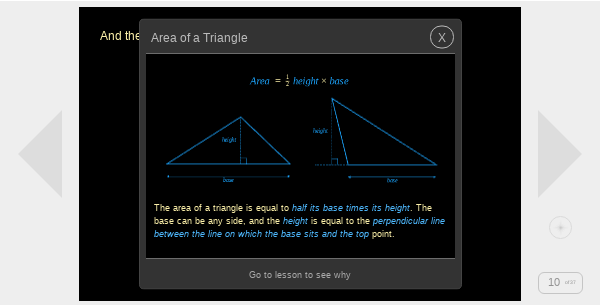 And the
Area of a Triangle
X
Area = 1/2 height × base
height
height
base
base
The area of a triangle is equal to half its base times its height. The
base can be any side, and the height is equal to the perpendicular line
between the line on which the base sits and the top point.
Go to lesson to see why
10